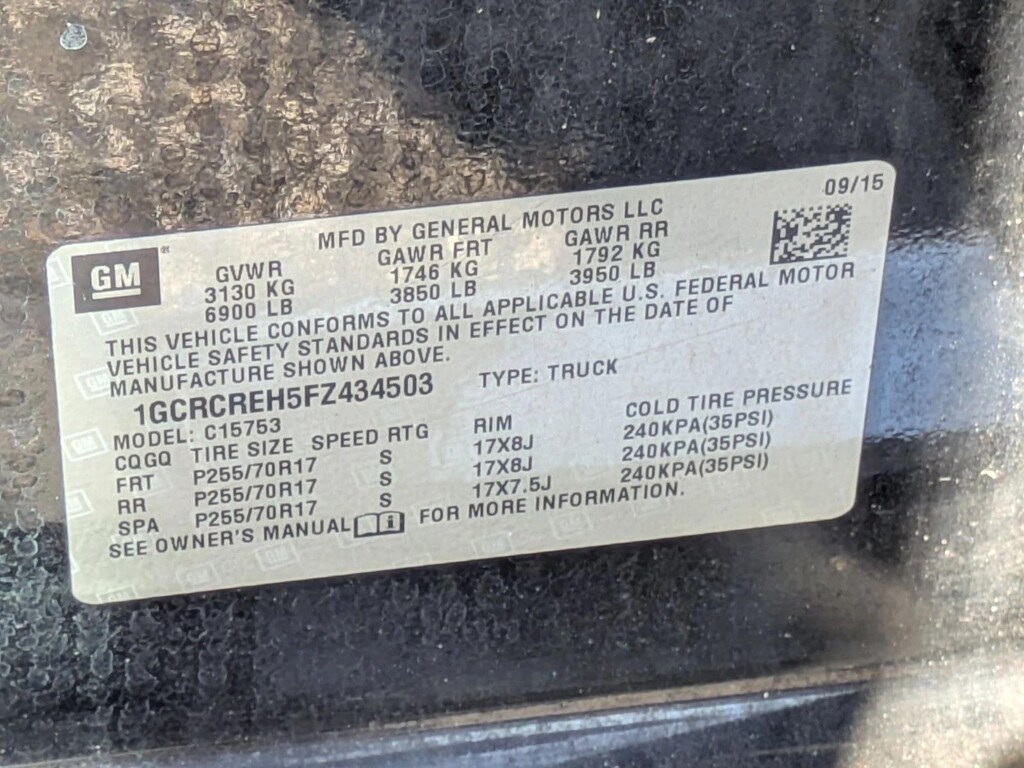 09/15
GM
MFD BY GENERAL MOTORS LLC
GVWR GAWR FRT GAWR RR
3130 KG 1746 KG 1792 KG
6900 LB 3850 LB 3950 LB
THIS VEHICLE CONFORMS TO ALL APPLICABLE U.S. FEDERAL MOTOR
VEHICLE SAFETY STANDARDS IN EFFECT ON THE DATE OF
MANUFACTURE SHOWN ABOVE.
1GCRCREH5FZ434503 TYPE: TRUCK
MODEL: C15753
CQGQ TIRE SIZE SPEED RTG RIM COLD TIRE PRESSURE
FRT P255/70R17 S 17X8J 240KPA(35PSI)
RR P255/70R17 S 17X8J 240KPA(35PSI)
SPA P255/70R17 S 17X7.5J 240KPA(35PSI)
SEE OWNER'S MANUAL FOR MORE INFORMATION.